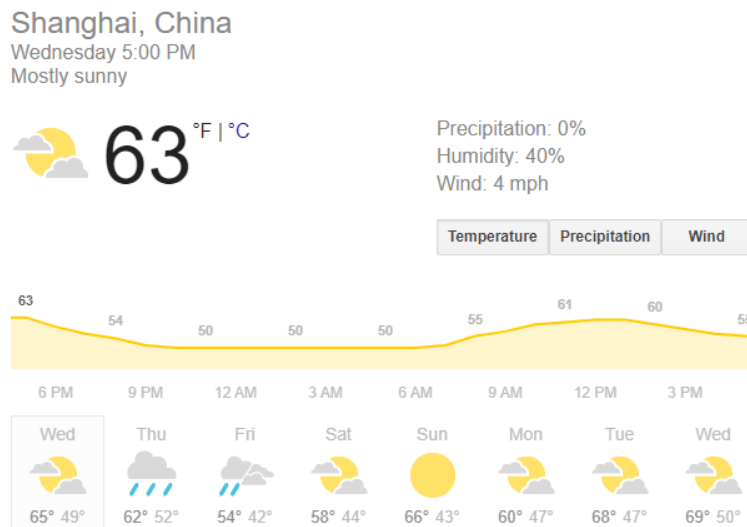 Shanghai, China
Wednesday 5:00 PM
Mostly sunny
63 °F | °C
Precipitation: 0%
Humidity: 40%
Wind: 4 mph
Temperature Precipitation Wind
63 54 50 50 50 55 61 60
6 PM 9 PM 12 AM 3 AM 6 AM 9 AM 12 PM 3 PM
Wed Thu Fri Sat Sun Mon Tue Wed
65° 49° 62° 52° 54° 42° 58° 44° 66° 43° 60° 47° 68° 47° 69° 50°